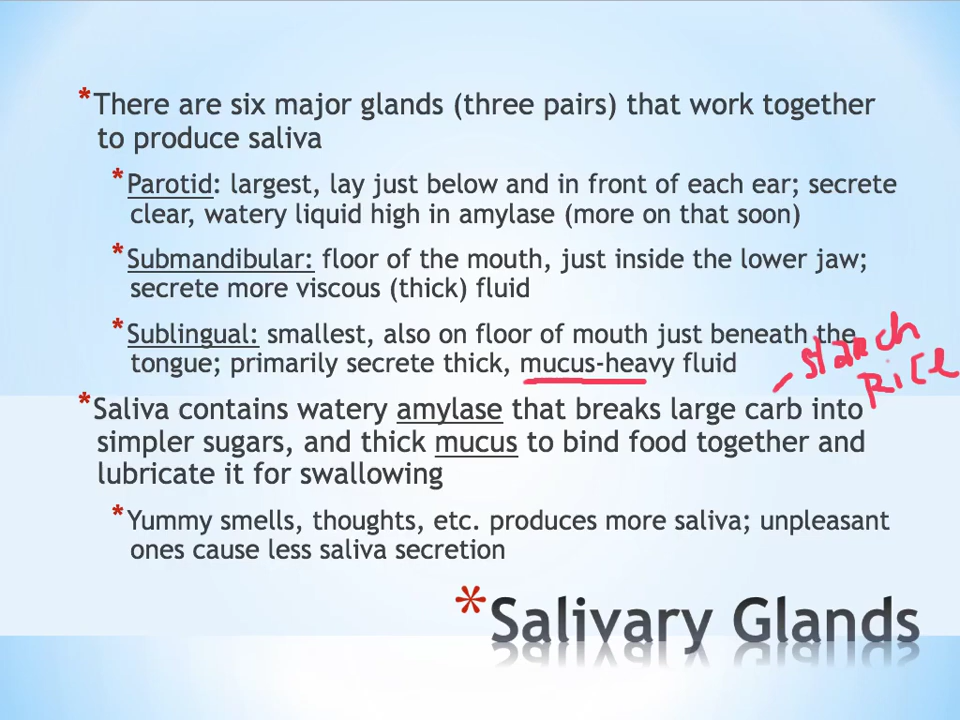 *There are six major glands (three pairs) that work together
to produce saliva
*Parotid: largest, lay just below and in front of each ear; secrete
clear, watery liquid high in amylase (more on that soon)
*Submandibular: floor of the mouth, just inside the lower jaw;
secrete more viscous (thick) fluid
*Sublingual: smallest, also on floor of mouth just beneath the
tongue; primarily secrete thick, mucus-heavy fluid
- starch
Rice
*Saliva contains watery amylase that breaks large carb into
simpler sugars, and thick mucus to bind food together and
lubricate it for swallowing
*Yummy smells, thoughts, etc. produces more saliva; unpleasant
ones cause less saliva secretion
*Salivary Glands